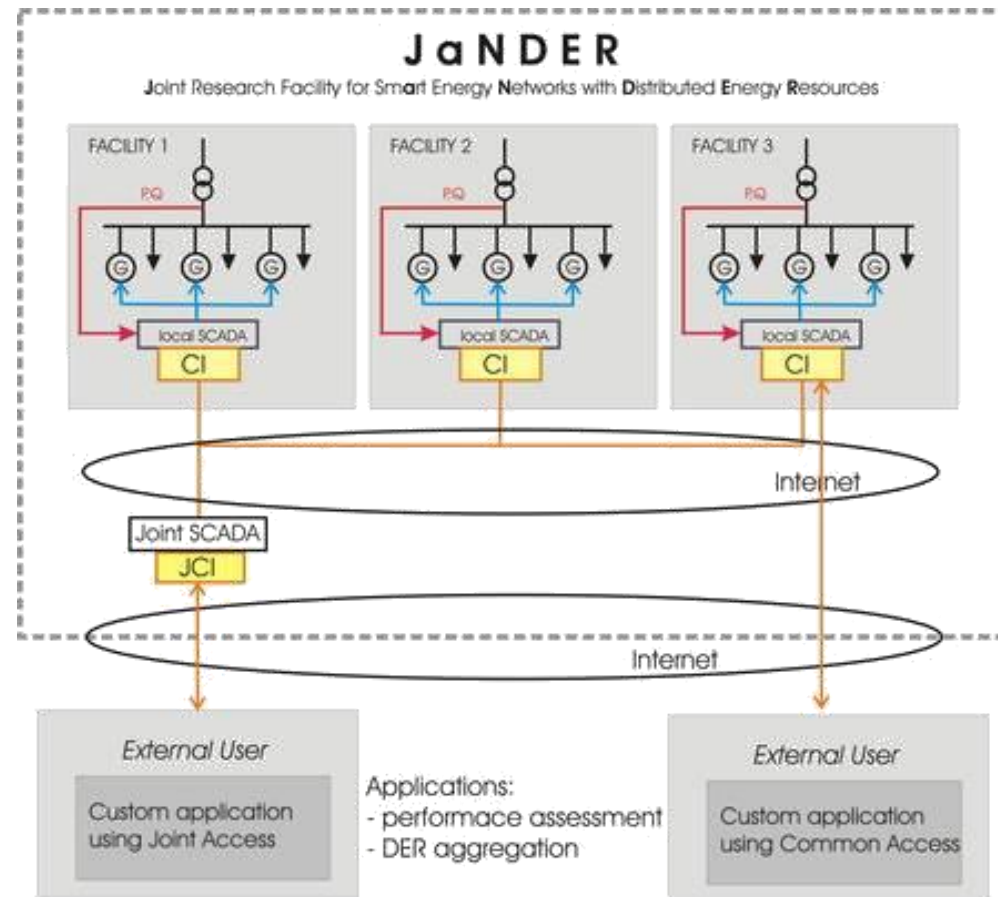 JaNDER
Joint Research Facility for Smart Energy Networks with Distributed Energy Resources
FACILITY 1
P.Q
G
G
G
local SCADA
CI
FACILITY 2
P.Q
G
G
G
local SCADA
CI
FACILITY 3
P.Q
G
G
G
local SCADA
CI
Internet
Joint SCADA
JCI
Internet
External User
Custom application
using Joint Access
Applications:
- performace assessment
- DER aggregation
External User
Custom application
using Common Access